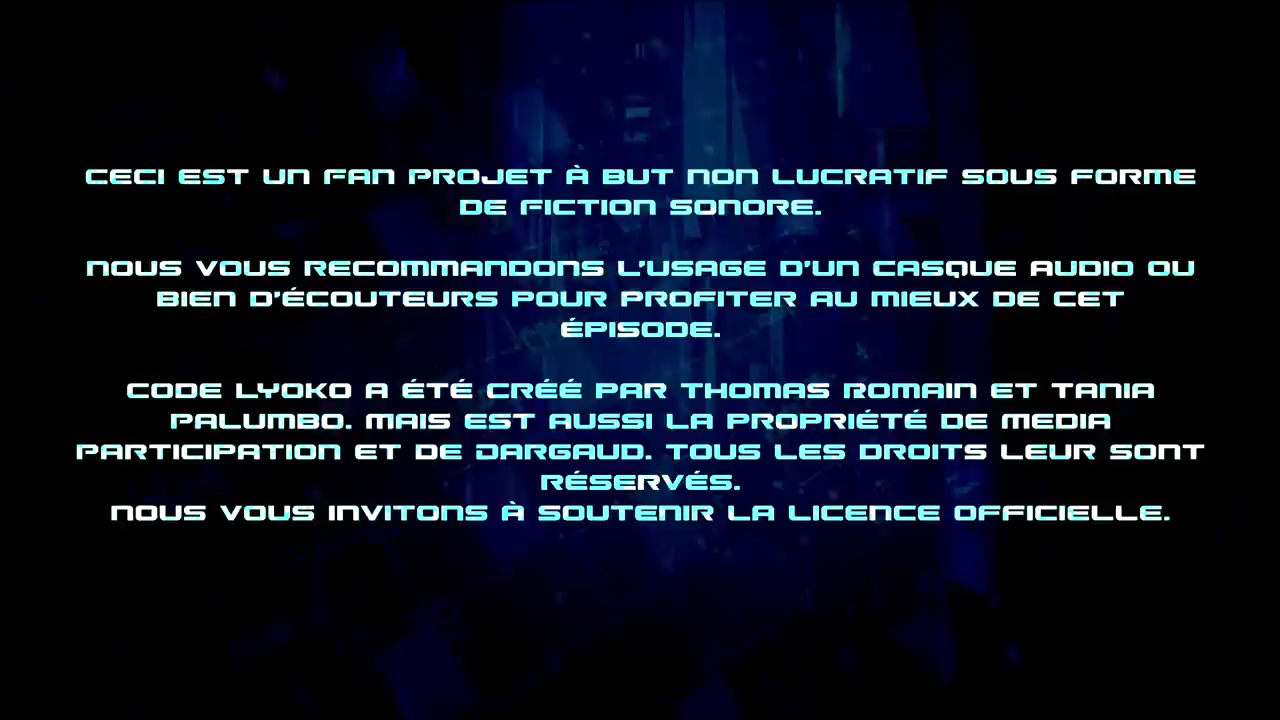 CECI EST UN FAN PROJET À BUT NON LUCRATIF SOUS FORME
DE FICTION SONORE.
NOUS VOUS RECOMMANDONS L'USAGE D'UN CASQUE AUDIO OU
BIEN D'ÉCOUTEURS POUR PROFITER AU MIEUX DE CET
ÉPISODE.
CODE LYOKO A ÉTÉ CRÉÉ PAR THOMAS ROMAIN ET TANIA
PALUMBO. MAIS EST AUSSI LA PROPRIÉTÉ DE MEDIA
PARTICIPATION ET DE DARGAUD. TOUS LES DROITS LEUR SONT
RÉSERVÉS.
NOUS VOUS INVITONS À SOUTENIR LA LICENCE OFFICIELLE.